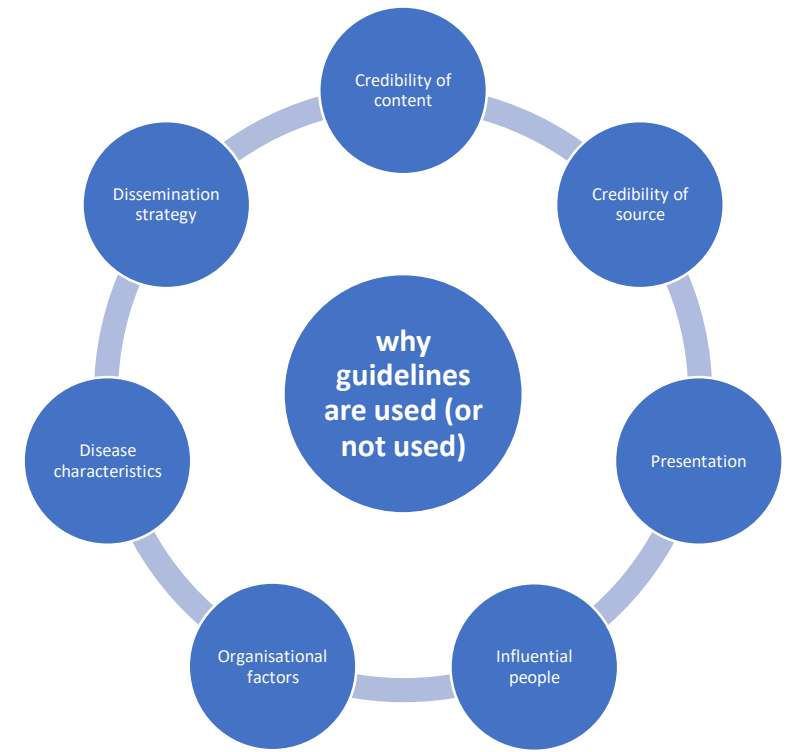 Credibility of
content
Credibility of
source
Presentation
Influential
people
Organisational
factors
Disease
characteristics
Dissemination
strategy
why
guidelines
are used (or
not used)